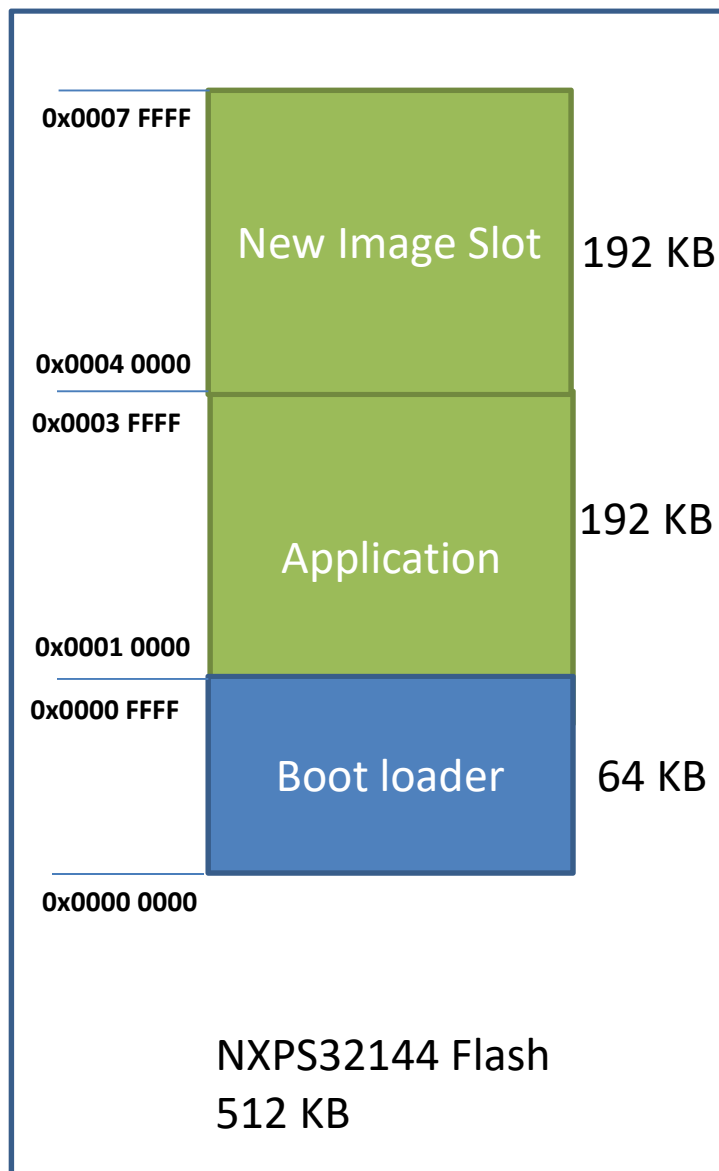 0x0007 FFFF
New Image Slot
192 KB
0x0004 0000
0x0003 FFFF
192 KB
Application
0x0001 0000
0x0000 FFFF
Boot loader
64 KB
0x0000 0000
NXPS32144 Flash
512 KB